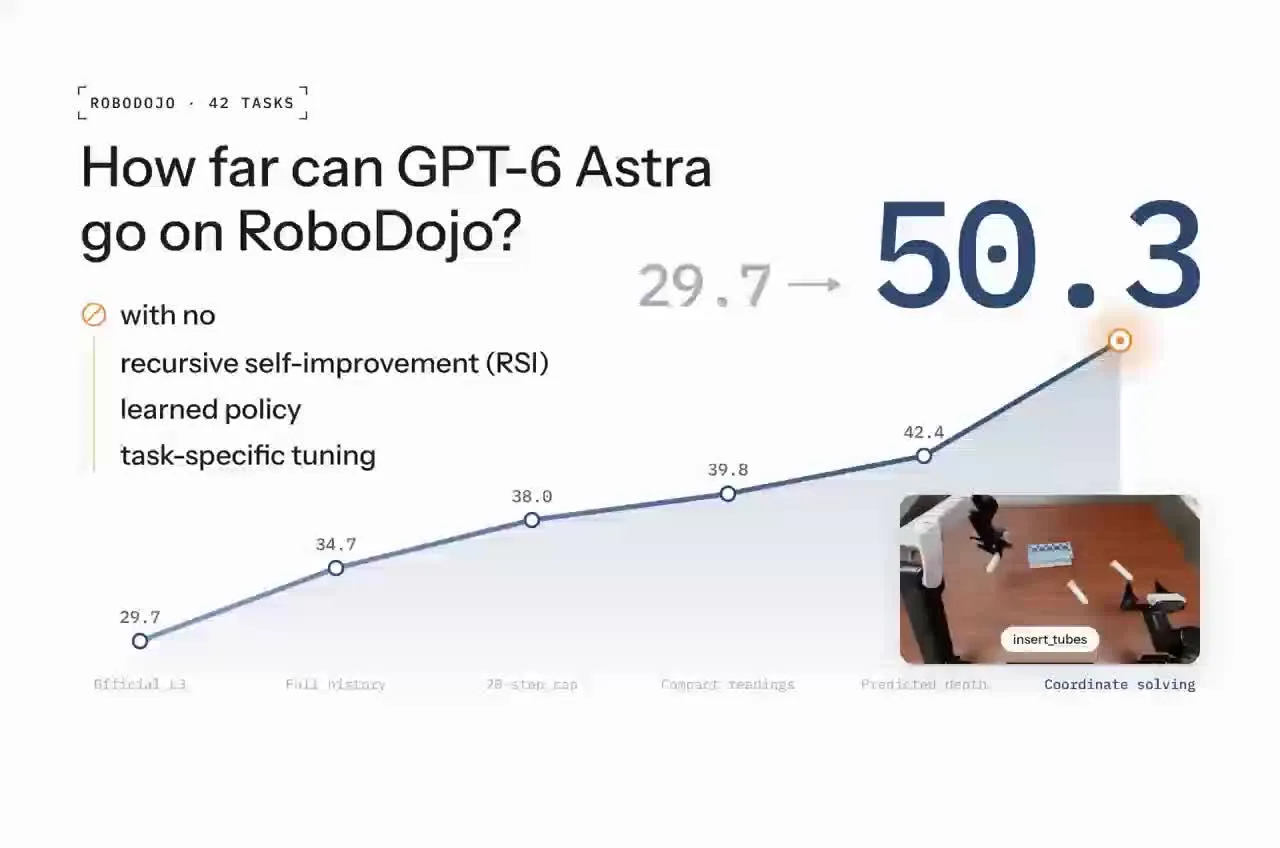 ROBODOJO · 42 TASKS
How far can GPT-6 Astra
go on RoboDojo?
29.7 → 50.3
with no
recursive self-improvement (RSI)
learned policy
task-specific tuning
29.7
34.7
38.0
39.8
42.4
insert_tubes
Official L3
Full history
20-step cap
Compact readings
Predicted depth
Coordinate solving